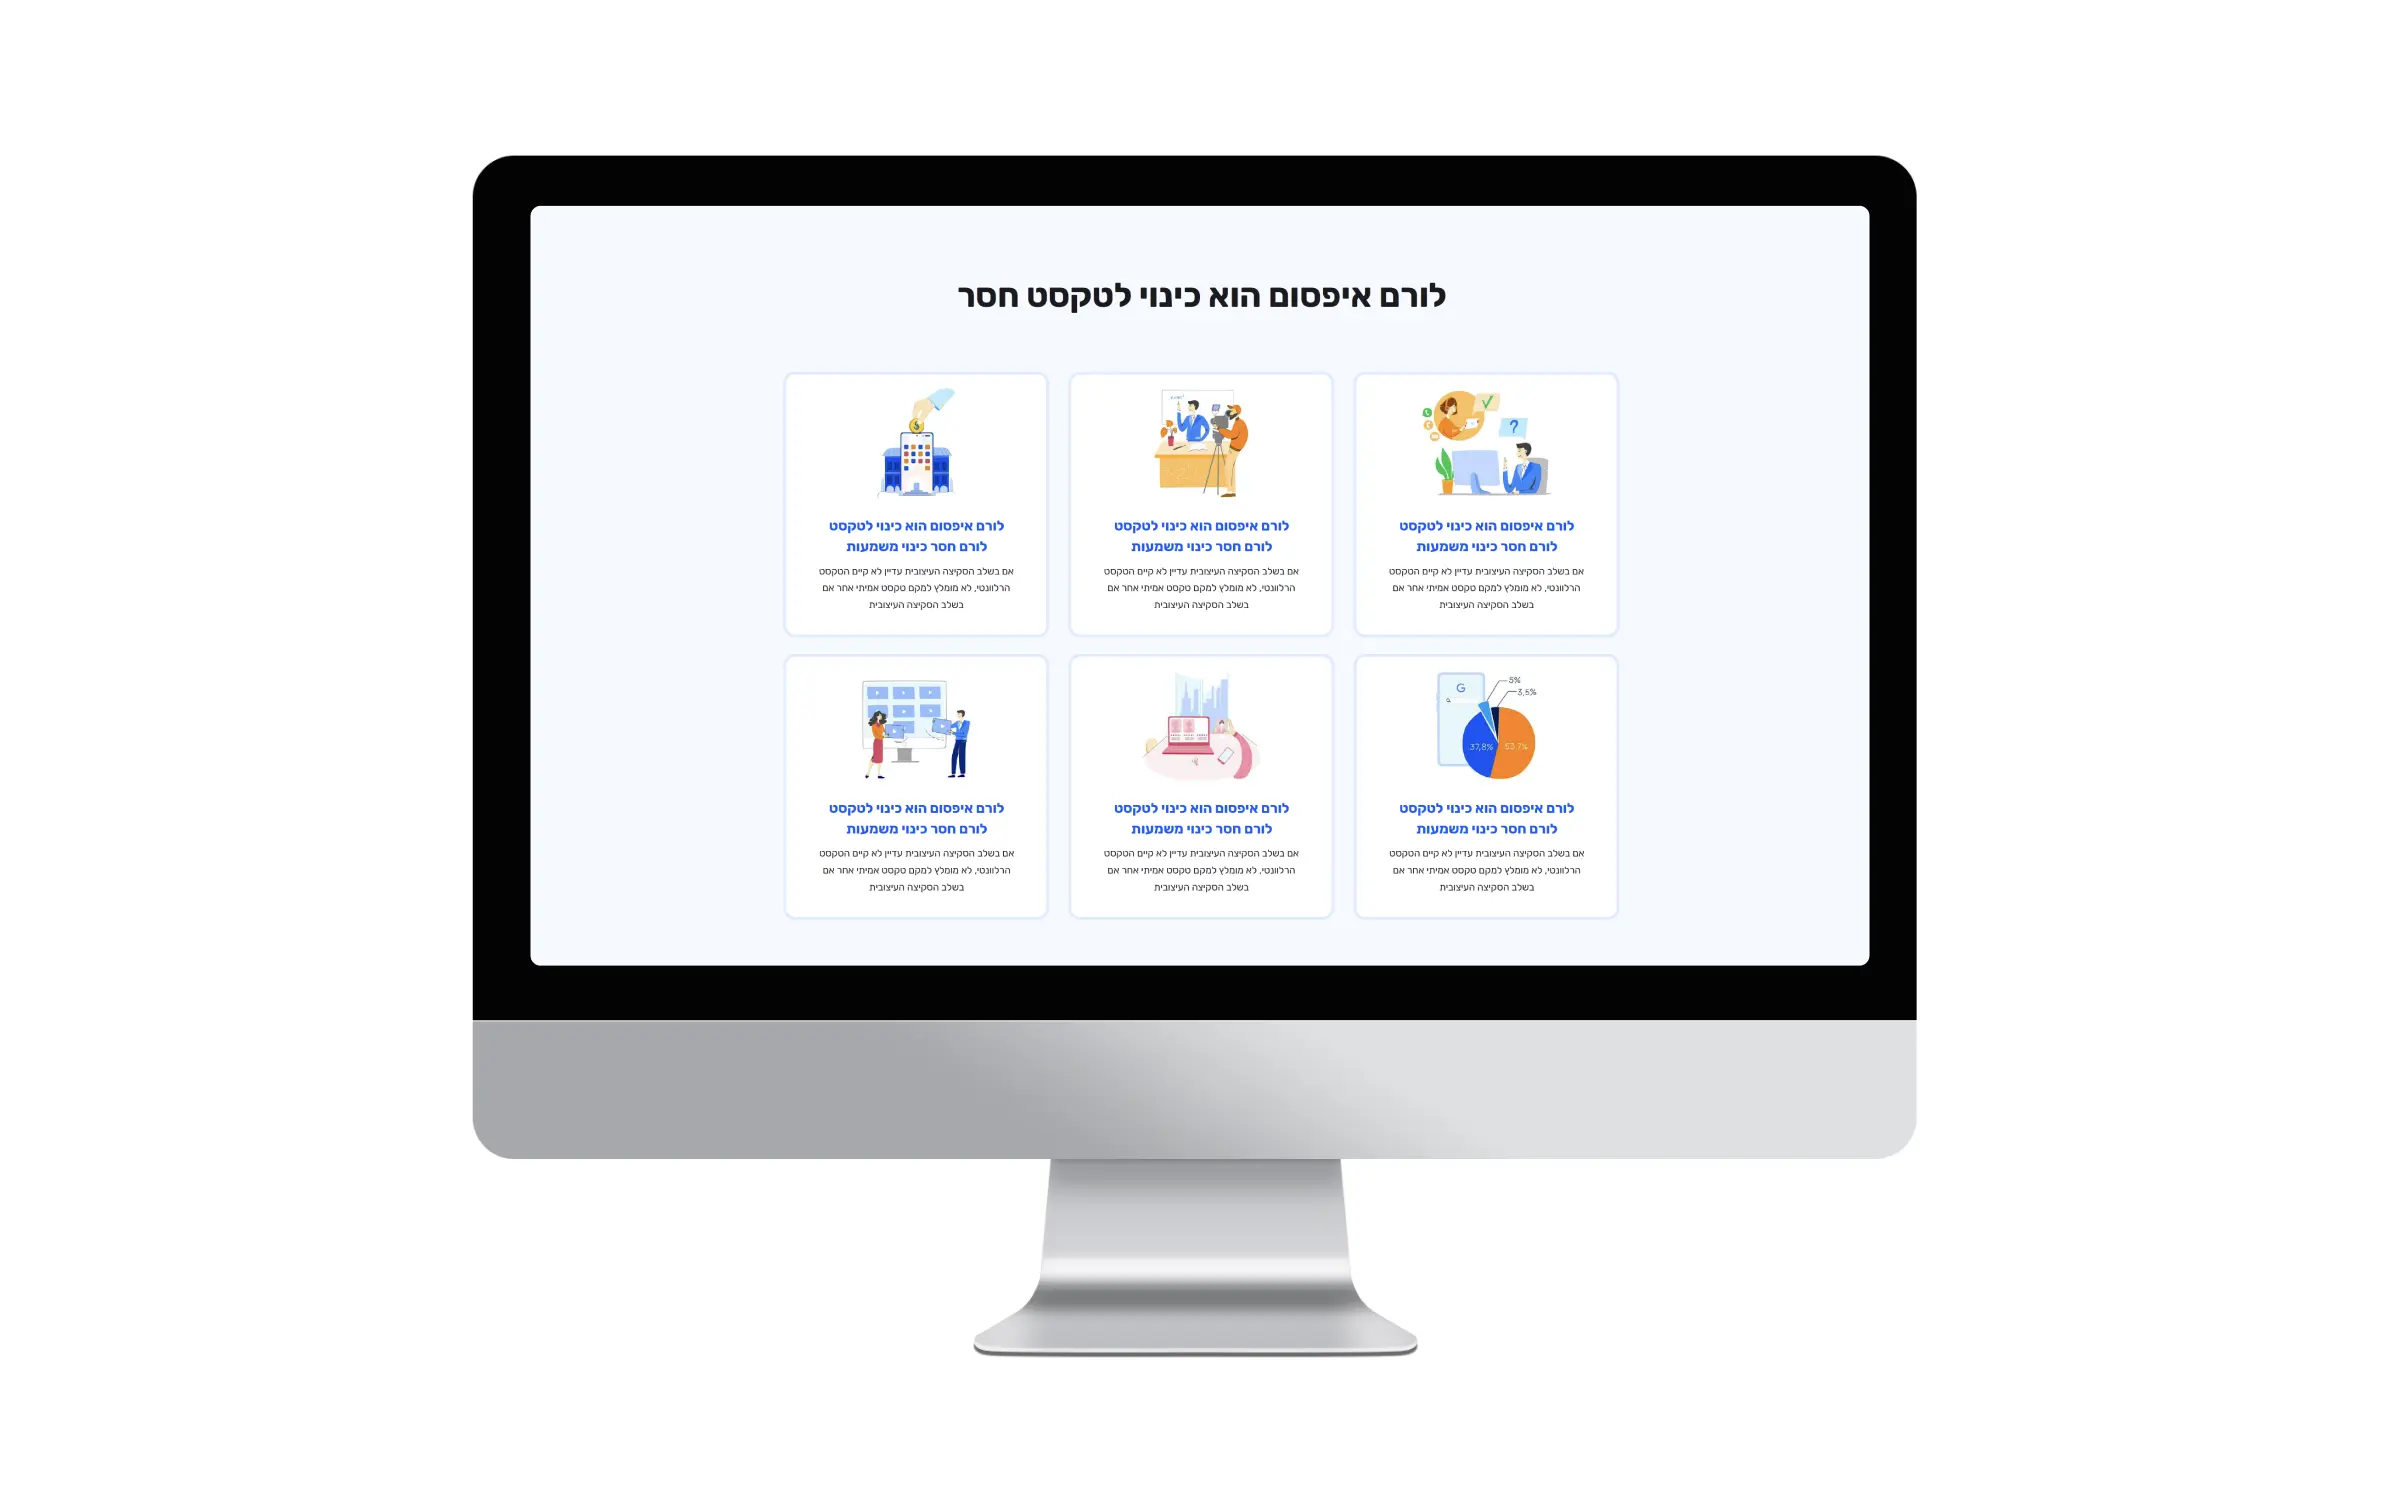 לורם איפסום הוא כינוי לטקסט חסר
?
לורם איפסום הוא כינוי לטקסט
לורם חסר כינוי משמעות
אם בשלב הסקיצה העיצובית עדיין לא קיים הטקסט
הרלוונטי, לא מומלץ למקם טקסט אמיתי אחר אם
בשלב הסקיצה העיצובית
לורם איפסום הוא כינוי לטקסט
לורם חסר כינוי משמעות
אם בשלב הסקיצה העיצובית עדיין לא קיים הטקסט
הרלוונטי, לא מומלץ למקם טקסט אמיתי אחר אם
בשלב הסקיצה העיצובית
$
לורם איפסום הוא כינוי לטקסט
לורם חסר כינוי משמעות
אם בשלב הסקיצה העיצובית עדיין לא קיים הטקסט
הרלוונטי, לא מומלץ למקם טקסט אמיתי אחר אם
בשלב הסקיצה העיצובית
G
5%
3,5%
37,8%
53,7%
לורם איפסום הוא כינוי לטקסט
לורם חסר כינוי משמעות
אם בשלב הסקיצה העיצובית עדיין לא קיים הטקסט
הרלוונטי, לא מומלץ למקם טקסט אמיתי אחר אם
בשלב הסקיצה העיצובית
לורם איפסום הוא כינוי לטקסט
לורם חסר כינוי משמעות
אם בשלב הסקיצה העיצובית עדיין לא קיים הטקסט
הרלוונטי, לא מומלץ למקם טקסט אמיתי אחר אם
בשלב הסקיצה העיצובית
לורם איפסום הוא כינוי לטקסט
לורם חסר כינוי משמעות
אם בשלב הסקיצה העיצובית עדיין לא קיים הטקסט
הרלוונטי, לא מומלץ למקם טקסט אמיתי אחר אם
בשלב הסקיצה העיצובית